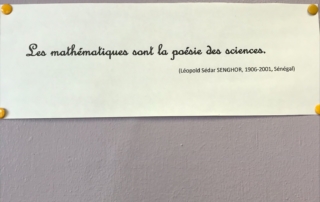 Les mathématiques sont la poésie des sciences.
(Léopold Sédar SENGHOR, 1906-2001, Sénégal)